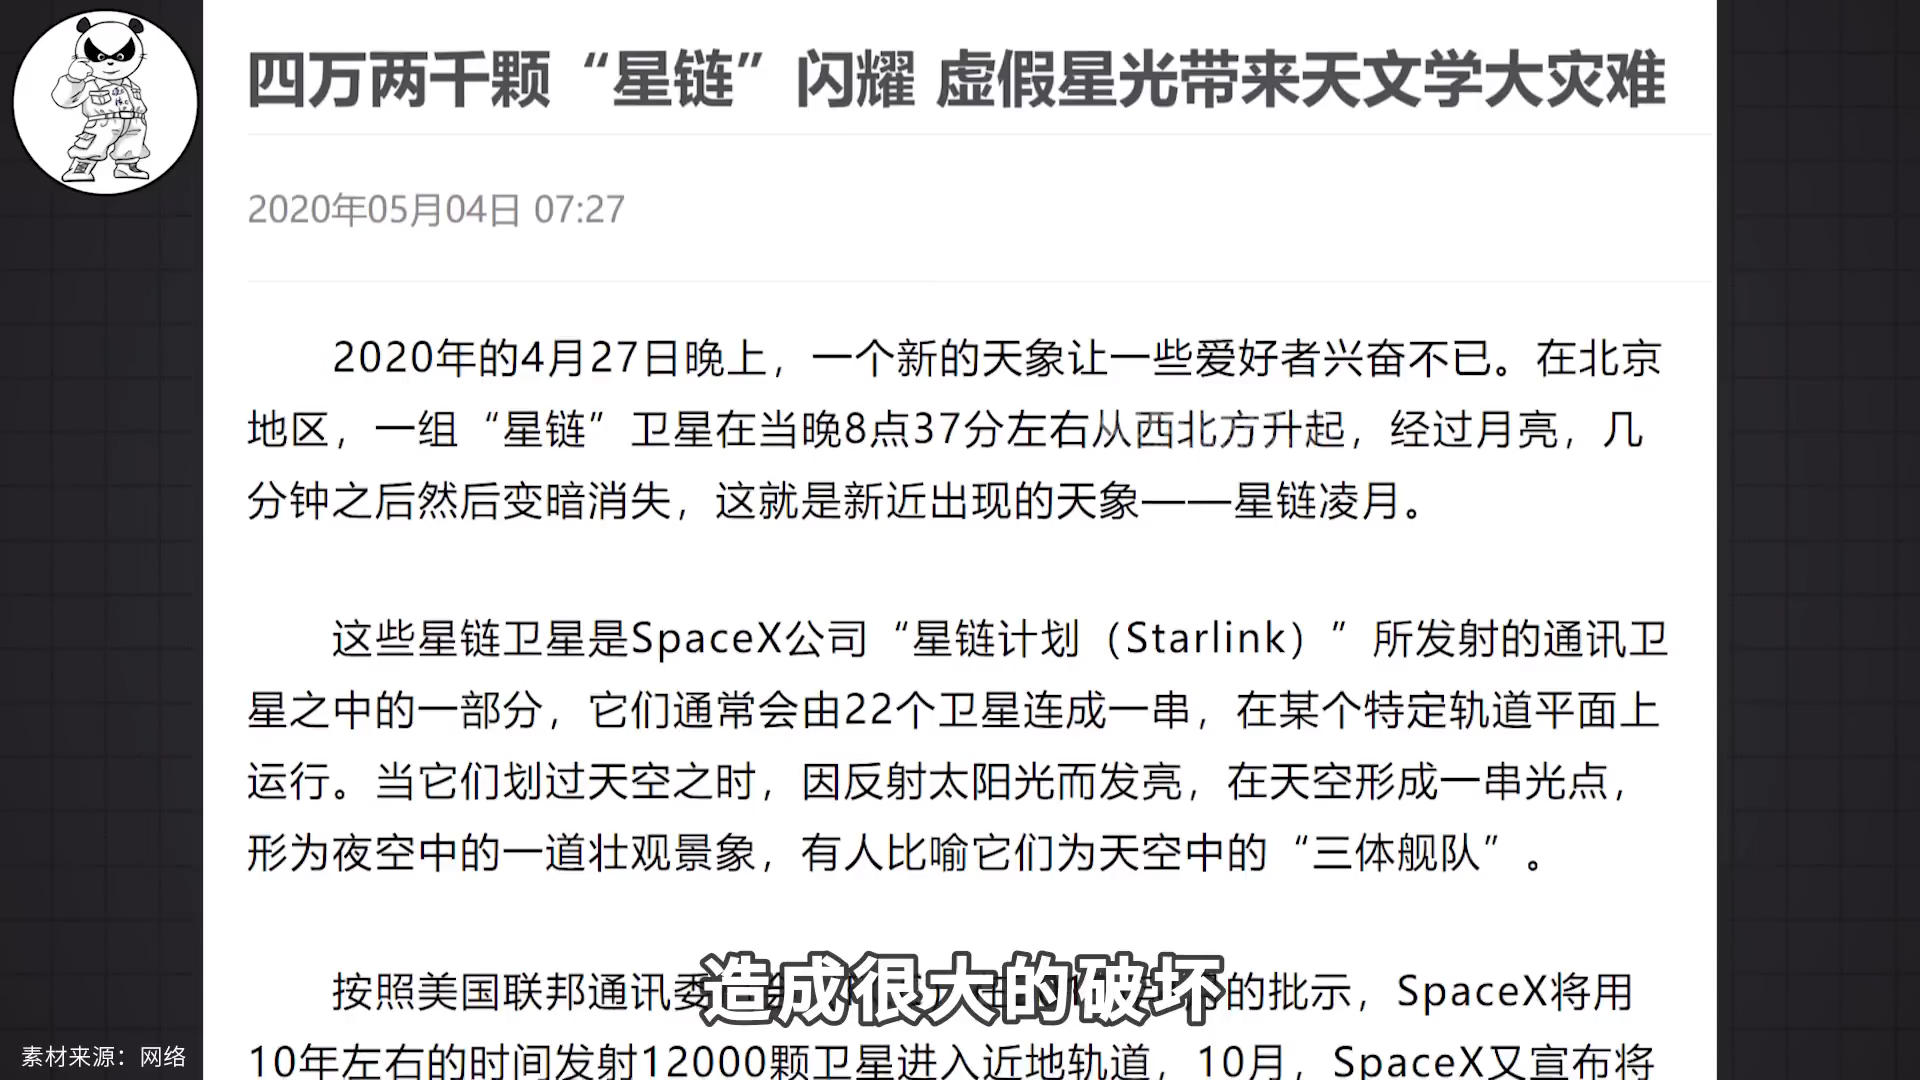 四万两千颗“星链”闪耀 虚假星光带来天文学大灾难
2020年05月04日 07:27
2020年的4月27日晚上，一个新的天象让一些爱好者兴奋不已。在北京
地区，一组“星链”卫星在当晚8点37分左右从西北方升起，经过月亮，几
分钟之后然后变暗消失，这就是新近出现的天象——星链凌月。
这些星链卫星是SpaceX公司“星链计划（Starlink）”所发射的通讯卫
星之中的一部分，它们通常会由22个卫星连成一串，在某个特定轨道平面上
运行。当它们划过天空之时，因反射太阳光而发亮，在天空形成一串光点，
形为夜空中的一道壮观景象，有人比喻它们为天空中的“三体舰队”。
按照美国联邦通讯委 的批示，SpaceX将用
造成很大的破坏
10年左右的时间发射12000颗卫星进入近地轨道，10月，SpaceX又宣布将
素材来源：网络